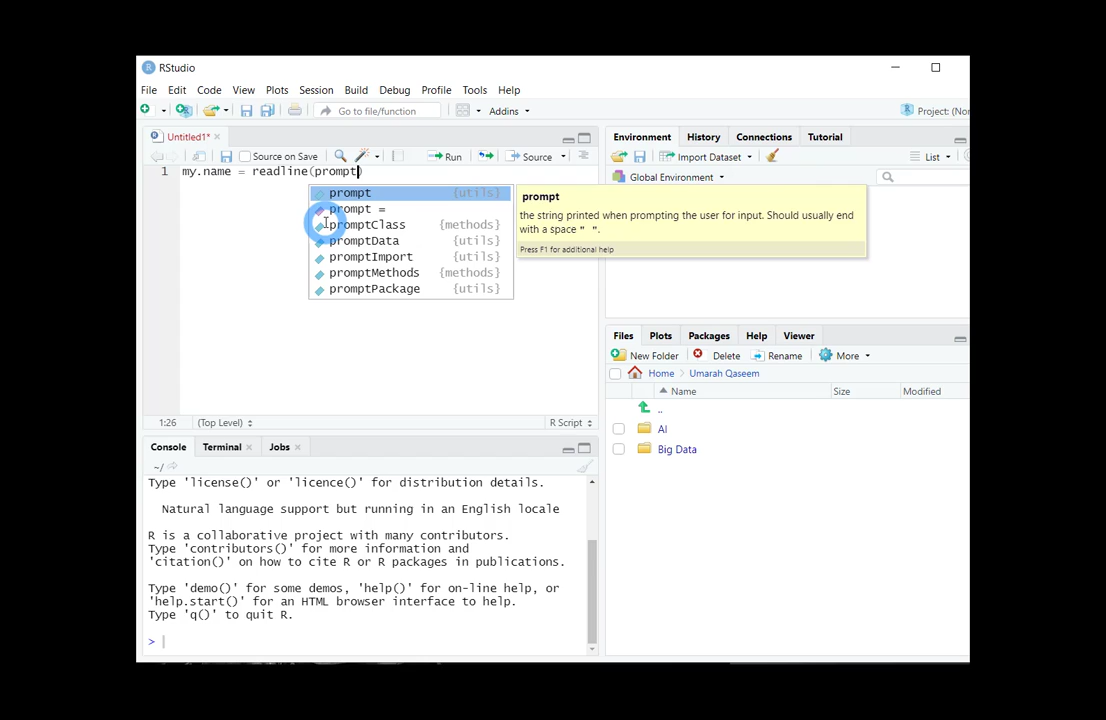 RStudio
File Edit Code View Plots Session Build Debug Profile Tools Help
Go to file/function Addins Project: (Nor
Untitled1*
Source on Save Run Source
1 my.name = readline(prompt)
prompt {utils}
prompt =
promptClass {methods}
promptData {utils}
promptImport {utils}
promptMethods {methods}
promptPackage {utils}
prompt
the string printed when prompting the user for input. Should usually end
with a space " ".
Press F1 for additional help
1:26 (Top Level) R Script
Console Terminal Jobs
~/
Type 'license()' or 'licence()' for distribution details.
Natural language support but running in an English locale
R is a collaborative project with many contributors.
Type 'contributors()' for more information and
'citation()' on how to cite R or R packages in publications.
Type 'demo()' for some demos, 'help()' for on-line help, or
'help.start()' for an HTML browser interface to help.
Type 'q()' to quit R.
>
Environment History Connections Tutorial
Import Dataset List
Global Environment
Files Plots Packages Help Viewer
New Folder Delete Rename More
Home Umarah Qaseem
Name Size Modified
..
AI
Big Data